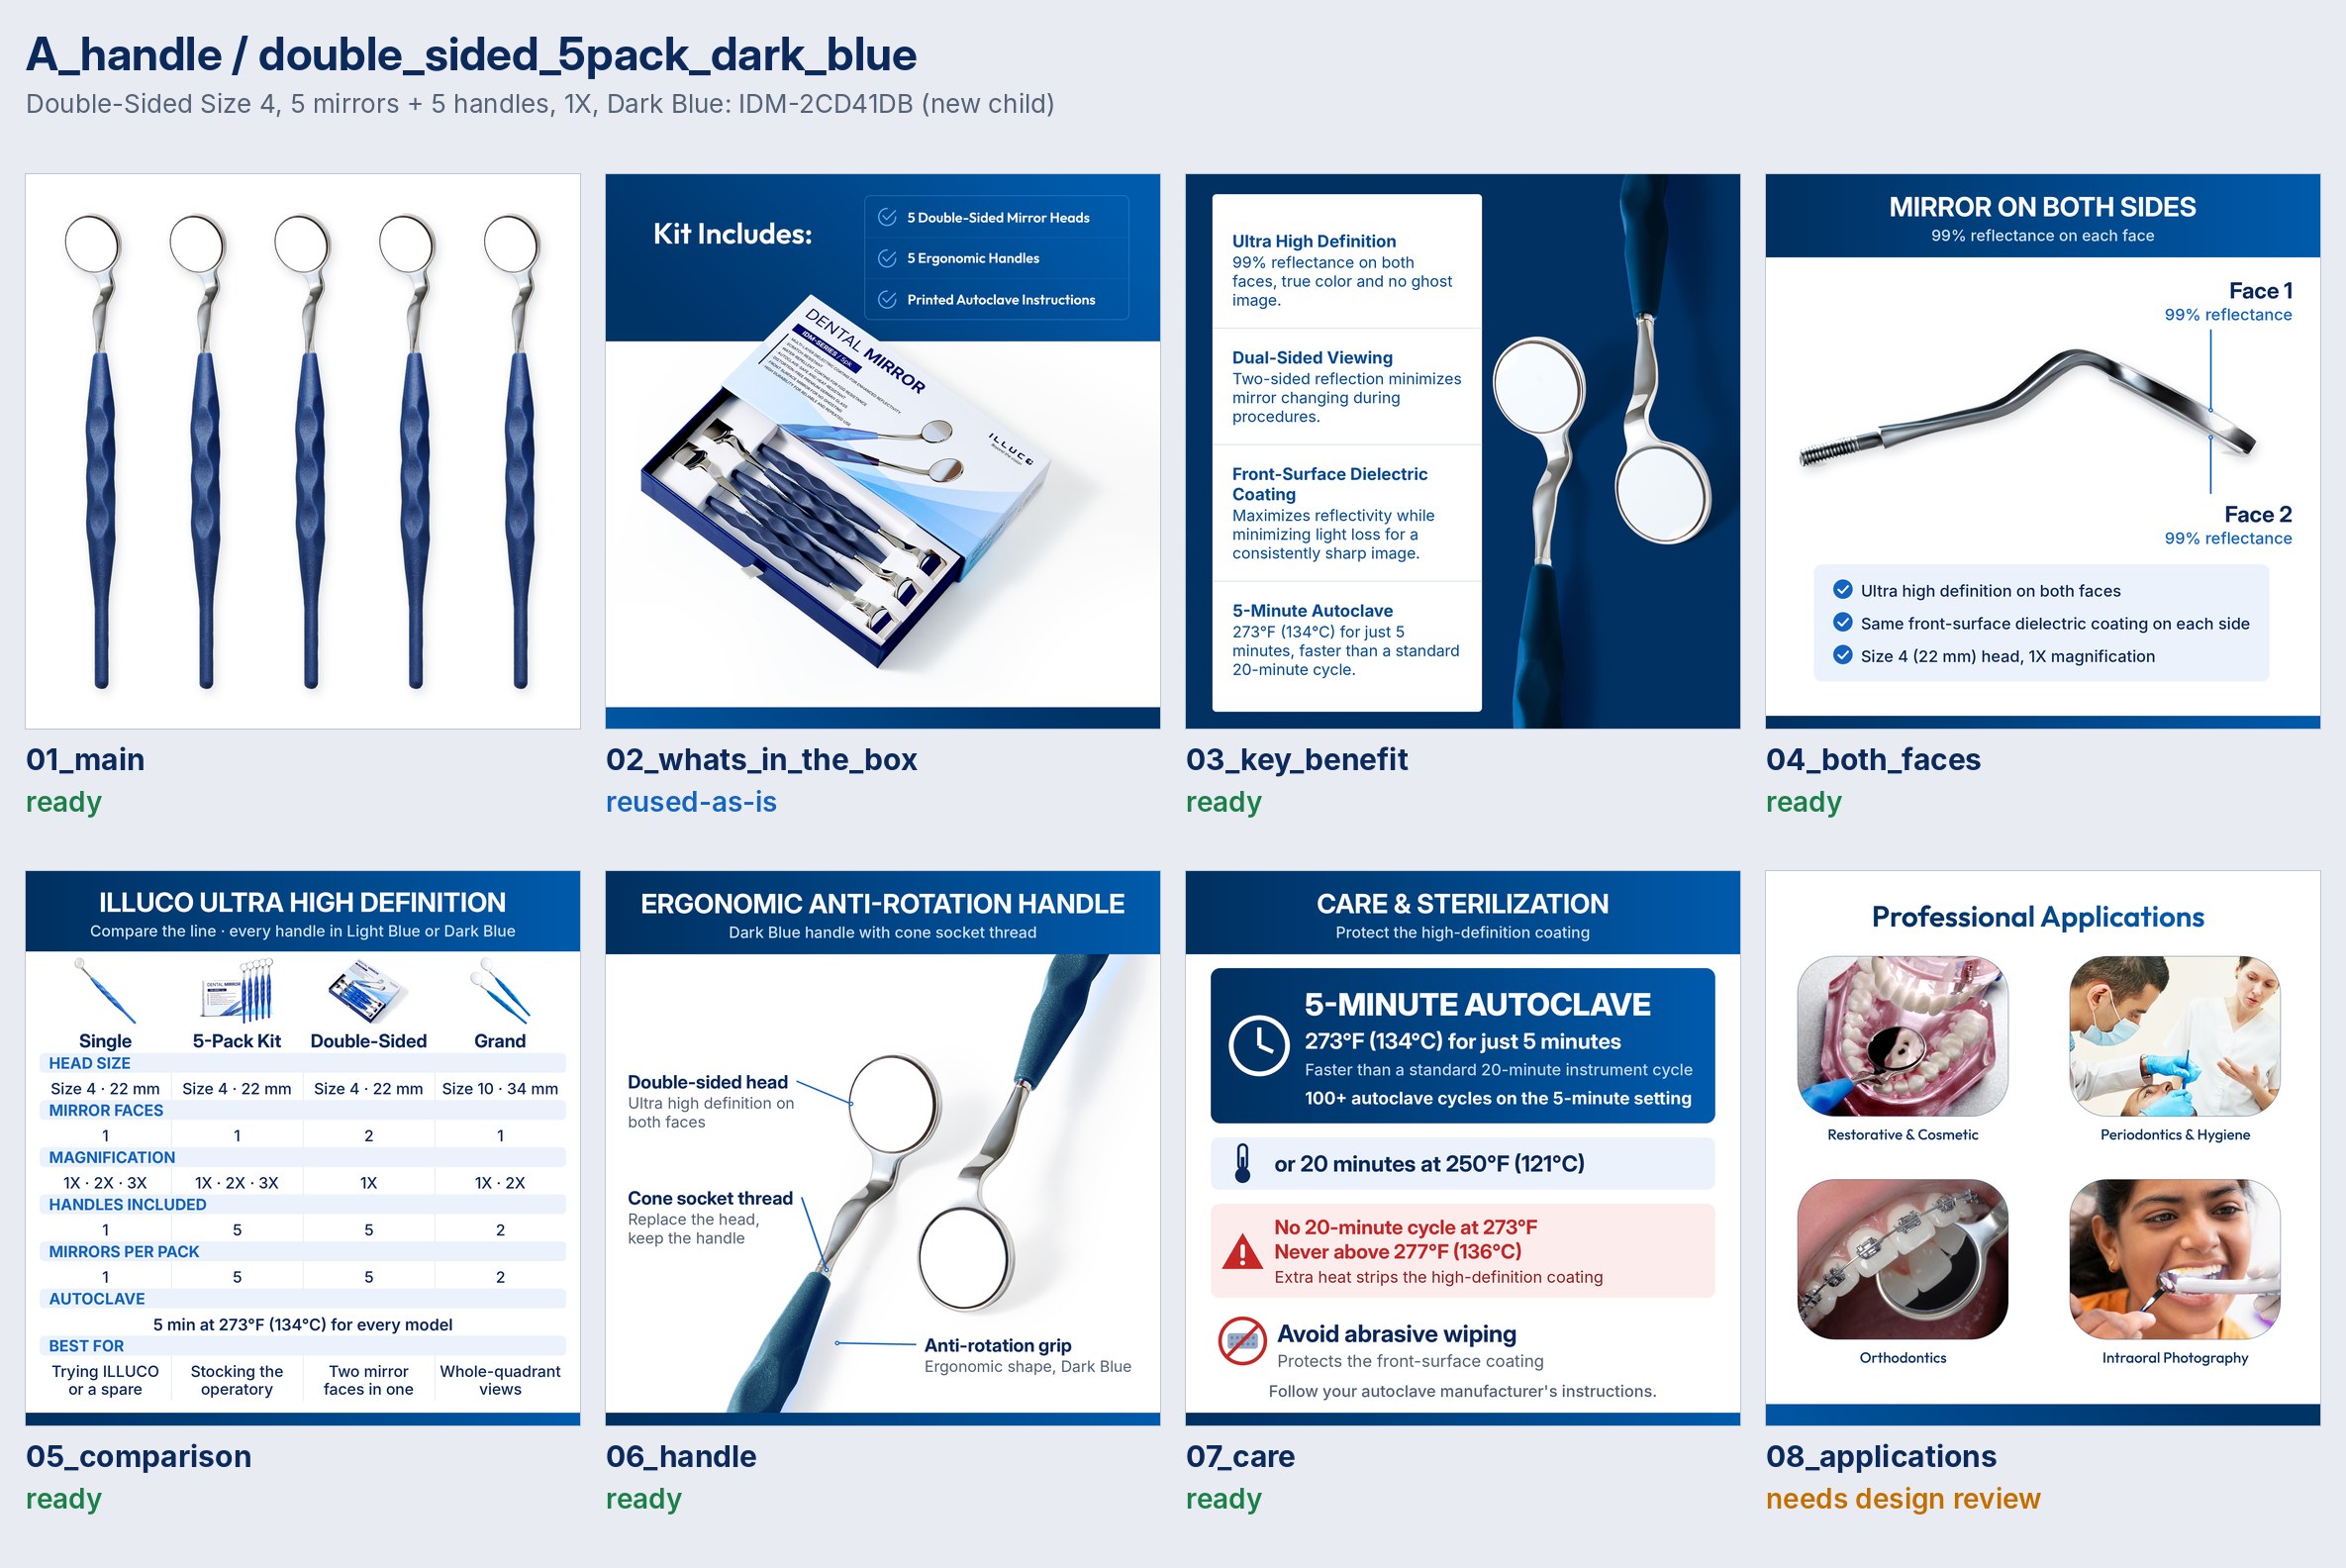 A_handle / double_sided_5pack_dark_blue
Double-Sided Size 4, 5 mirrors + 5 handles, 1X, Dark Blue: IDM-2CD41DB (new child)
01_main
ready
Kit Includes:
5 Double-Sided Mirror Heads
5 Ergonomic Handles
Printed Autoclave Instructions
DENTAL MIRROR
IDM-SERIES / 5pk
ILLUCO
02_whats_in_the_box
reused-as-is
Ultra High Definition
99% reflectance on both
faces, true color and no ghost
image.
Dual-Sided Viewing
Two-sided reflection minimizes
mirror changing during
procedures.
Front-Surface Dielectric
Coating
Maximizes reflectivity while
minimizing light loss for a
consistently sharp image.
5-Minute Autoclave
273°F (134°C) for just 5
minutes, faster than a standard
20-minute cycle.
03_key_benefit
ready
MIRROR ON BOTH SIDES
99% reflectance on each face
Face 1
99% reflectance
Face 2
99% reflectance
Ultra high definition on both faces
Same front-surface dielectric coating on each side
Size 4 (22 mm) head, 1X magnification
04_both_faces
ready
ILLUCO ULTRA HIGH DEFINITION
Compare the line · every handle in Light Blue or Dark Blue
Single 5-Pack Kit Double-Sided Grand
HEAD SIZE
Size 4 · 22 mm Size 4 · 22 mm Size 4 · 22 mm Size 10 · 34 mm
MIRROR FACES
1 1 2 1
MAGNIFICATION
1X · 2X · 3X 1X · 2X · 3X 1X 1X · 2X
HANDLES INCLUDED
1 5 5 2
MIRRORS PER PACK
1 5 5 2
AUTOCLAVE
5 min at 273°F (134°C) for every model
BEST FOR
Trying ILLUCO Stocking the Two mirror Whole-quadrant
or a spare operatory faces in one views
05_comparison
ready
ERGONOMIC ANTI-ROTATION HANDLE
Dark Blue handle with cone socket thread
Double-sided head
Ultra high definition on
both faces
Cone socket thread
Replace the head,
keep the handle
Anti-rotation grip
Ergonomic shape, Dark Blue
06_handle
ready
CARE & STERILIZATION
Protect the high-definition coating
5-MINUTE AUTOCLAVE
273°F (134°C) for just 5 minutes
Faster than a standard 20-minute instrument cycle
100+ autoclave cycles on the 5-minute setting
or 20 minutes at 250°F (121°C)
No 20-minute cycle at 273°F
Never above 277°F (136°C)
Extra heat strips the high-definition coating
Avoid abrasive wiping
Protects the front-surface coating
Follow your autoclave manufacturer's instructions.
07_care
ready
Professional Applications
Restorative & Cosmetic
Periodontics & Hygiene
Orthodontics
Intraoral Photography
08_applications
needs design review